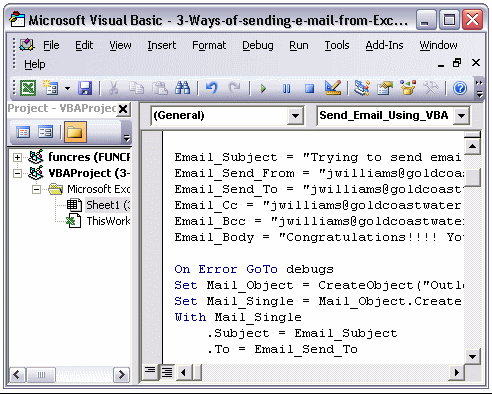 Microsoft Visual Basic - 3-Ways-of-sending-e-mail-from-Exc...
File Edit View Insert Format Debug Run Tools Add-Ins Window
Help
Project - VBAProjec
funcres (FUNCR
VBAProject (3-
Microsoft Exc
Sheet1 (
ThisWork
(General)
Send_Email_Using_VBA
Email_Subject = "Trying to send emai
Email_Send_From = "jwilliams@goldcoast
Email_Send_To = "jwilliams@goldcoast
Email_Cc = "jwilliams@goldcoastwater
Email_Bcc = "jwilliams@goldcoastwater
Email_Body = "Congratulations!!!! Yo
On Error GoTo debugs
Set Mail_Object = CreateObject("Outl
Set Mail_Single = Mail_Object.Create
With Mail_Single
.Subject = Email_Subject
.To = Email_Send_To